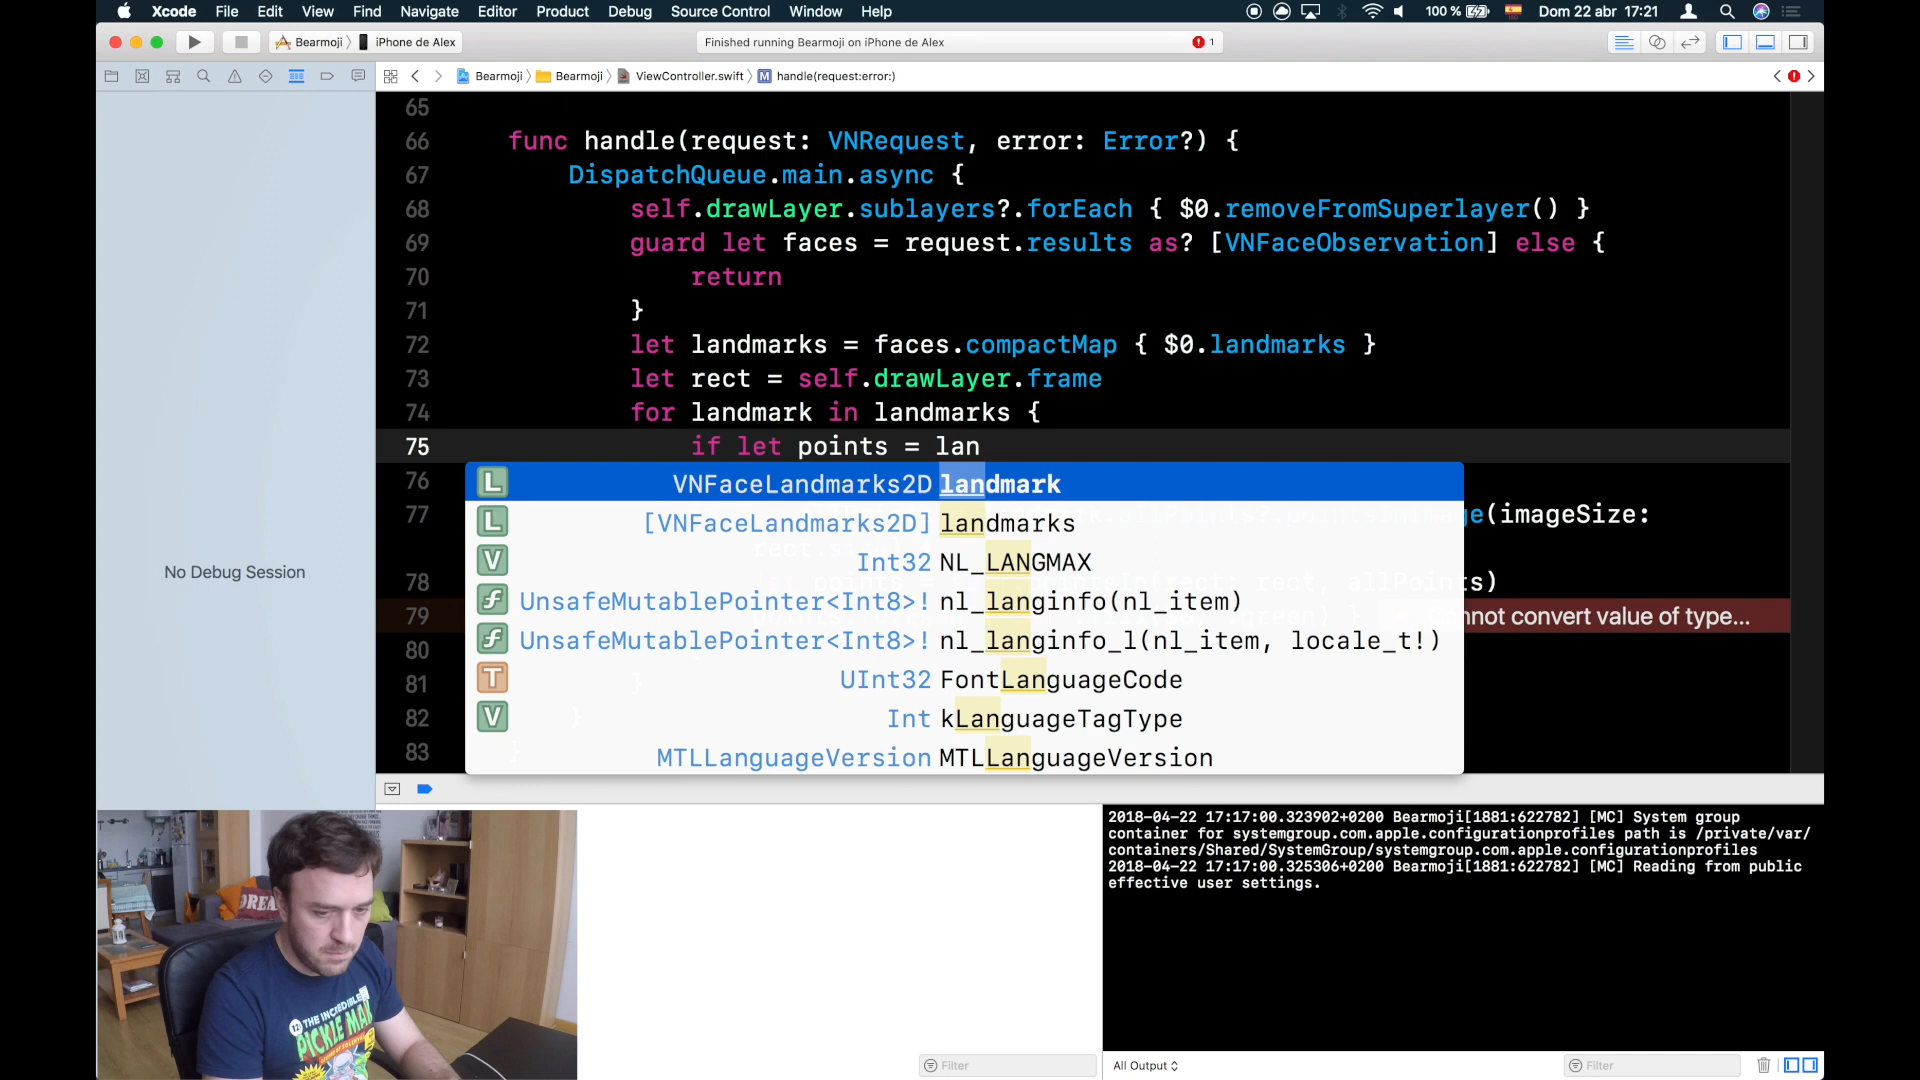 Xcode File Edit View Find Navigate Editor Product Debug Source Control Window Help 100 % Dom 22 abr 17:21
Bearmoji iPhone de Alex Finished running Bearmoji on iPhone de Alex 1
Bearmoji Bearmoji ViewController.swift M handle(request:error:)
65
66 func handle(request: VNRequest, error: Error?) {
67 DispatchQueue.main.async {
68 self.drawLayer.sublayers?.forEach { $0.removeFromSuperlayer() }
69 guard let faces = request.results as? [VNFaceObservation] else {
70 return
71 }
72 let landmarks = faces.compactMap { $0.landmarks }
73 let rect = self.drawLayer.frame
74 for landmark in landmarks {
75 if let points = lan
76 L VNFaceLandmarks2D landmark
77 e(imageSize:
L [VNFaceLandmarks2D] landmarks
V Int32 NL_LANGMAX
78 s)
f UnsafeMutablePointer<Int8>! nl_langinfo(nl_item)
79 nnot convert value of type...
80 f UnsafeMutablePointer<Int8>! nl_langinfo_l(nl_item, locale_t!)
81 T UInt32 FontLanguageCode
82 V Int kLanguageTagType
83 MTLLanguageVersion MTLLanguageVersion
No Debug Session
2018-04-22 17:17:00.323902+0200 Bearmoji[1881:622782] [MC] System group
container for systemgroup.com.apple.configurationprofiles path is /private/var/
containers/Shared/SystemGroup/systemgroup.com.apple.configurationprofiles
2018-04-22 17:17:00.325306+0200 Bearmoji[1881:622782] [MC] Reading from public
effective user settings.
DREA
THE INCREDIBLE
PICKLE MAN
Filter
All Output
Filter